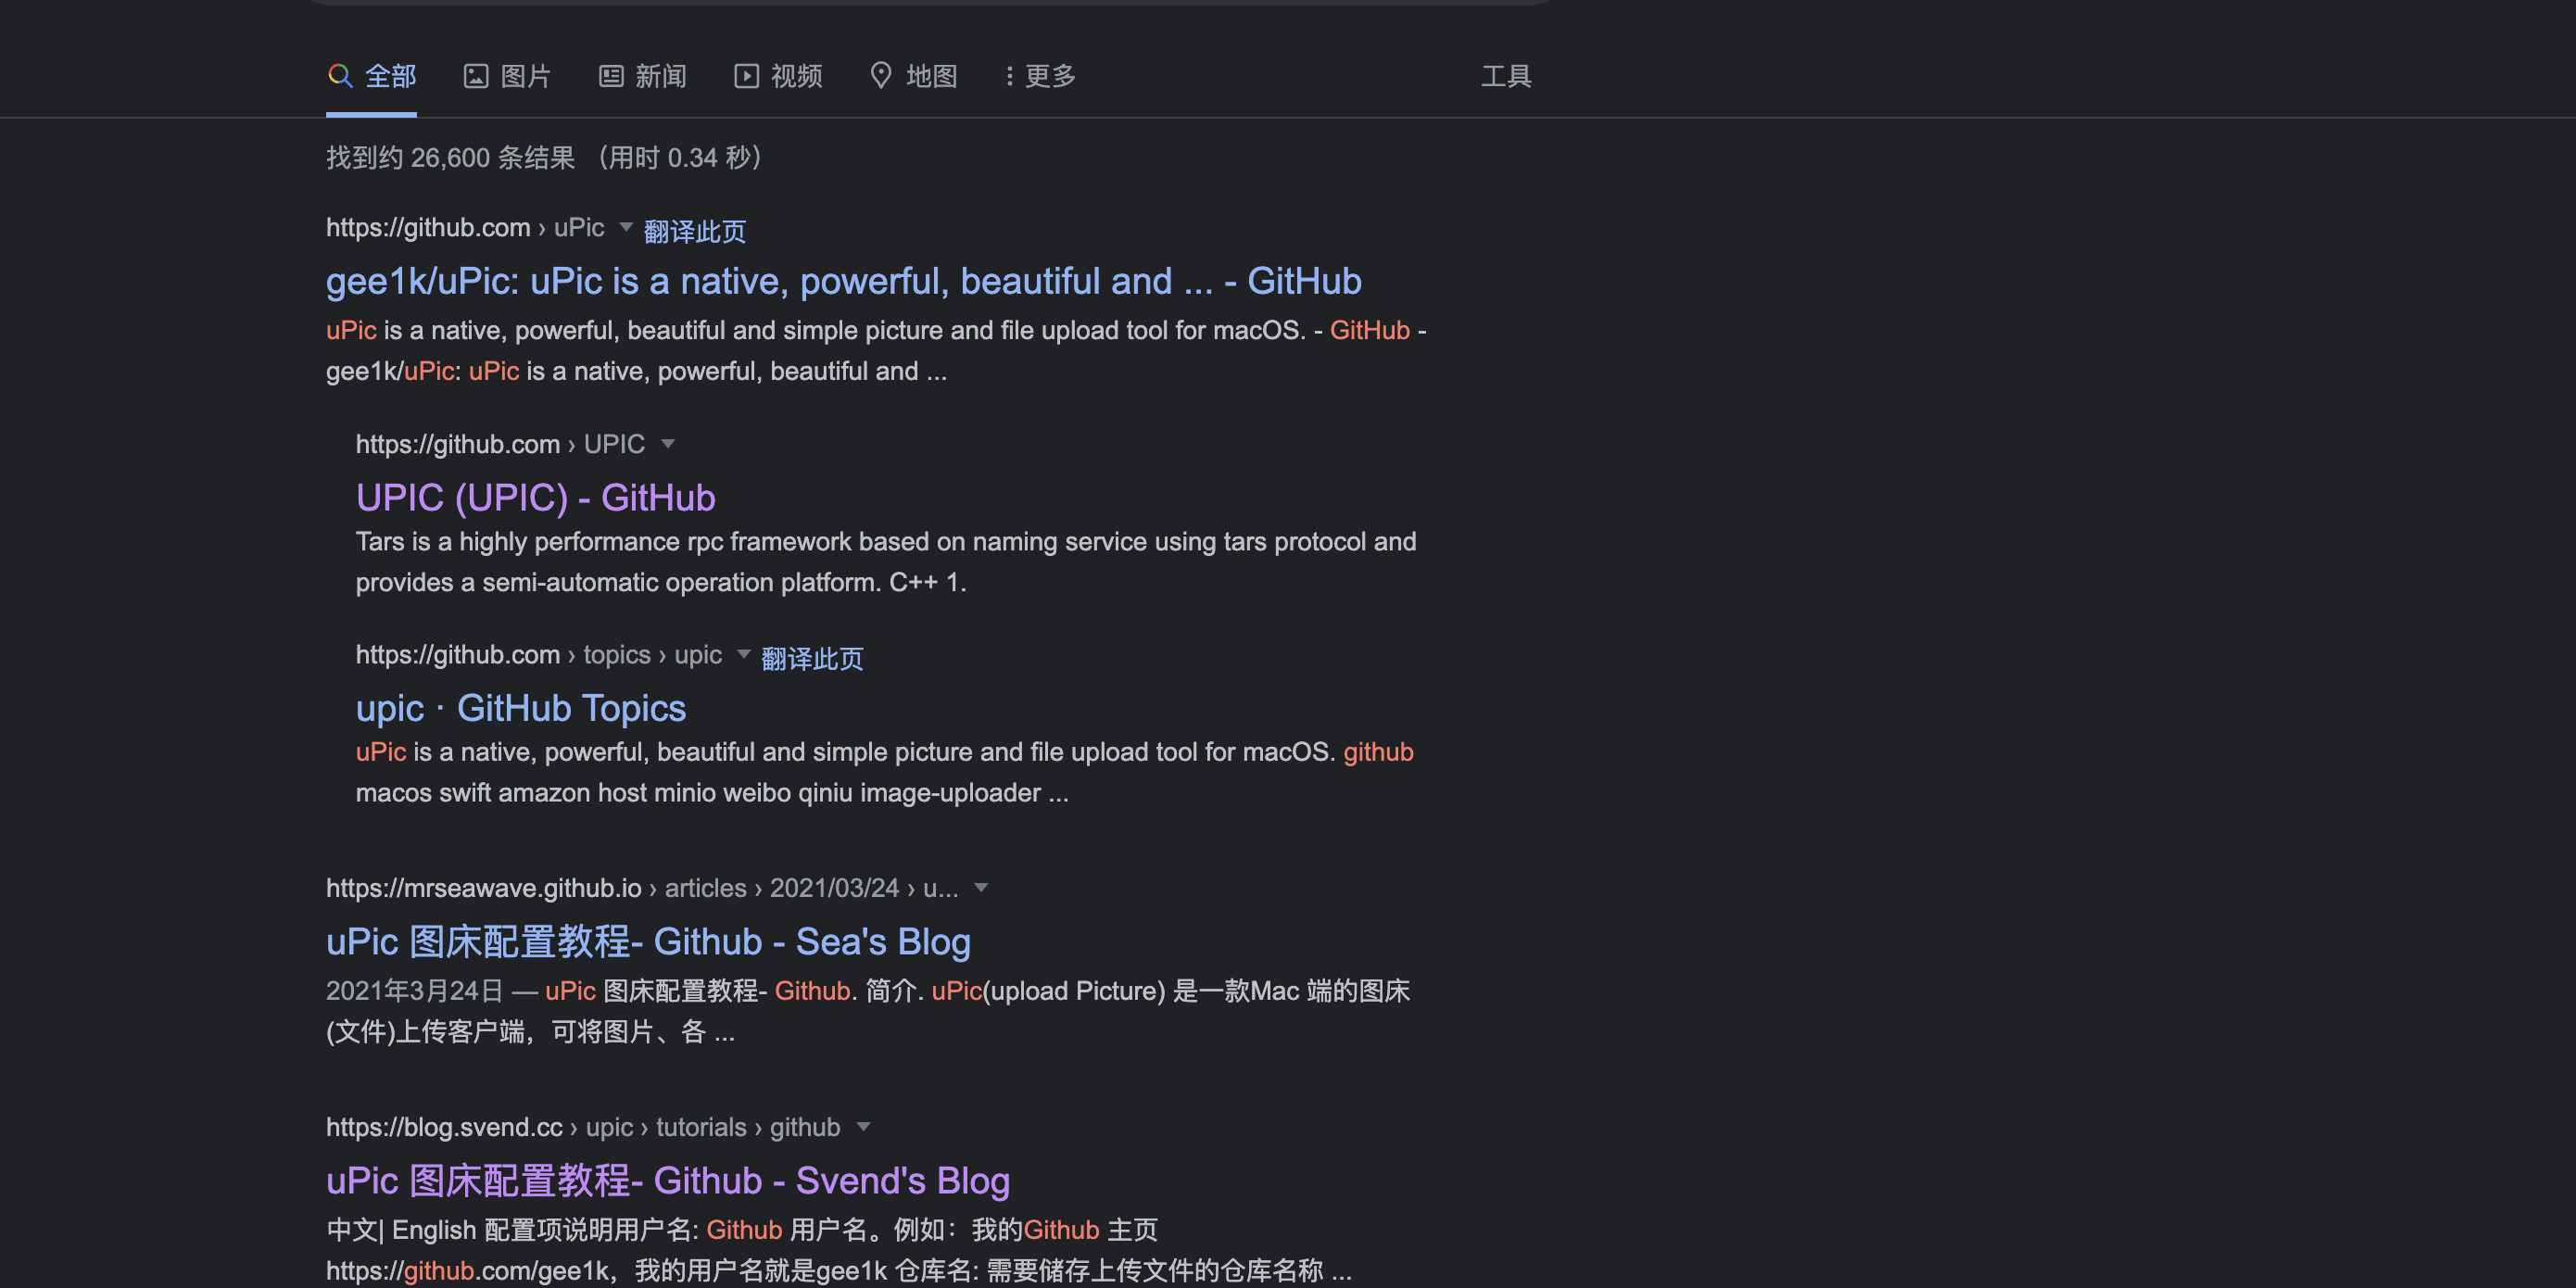 全部 图片 新闻 视频 地图 更多 工具
找到约 26,600 条结果 （用时 0.34 秒）
https://github.com › uPic 翻译此页
gee1k/uPic: uPic is a native, powerful, beautiful and ... - GitHub
uPic is a native, powerful, beautiful and simple picture and file upload tool for macOS. - GitHub -
gee1k/uPic: uPic is a native, powerful, beautiful and ...
https://github.com › UPIC
UPIC (UPIC) - GitHub
Tars is a highly performance rpc framework based on naming service using tars protocol and
provides a semi-automatic operation platform. C++ 1.
https://github.com › topics › upic 翻译此页
upic · GitHub Topics
uPic is a native, powerful, beautiful and simple picture and file upload tool for macOS. github
macos swift amazon host minio weibo qiniu image-uploader ...
https://mrseawave.github.io › articles › 2021/03/24 › u...
uPic 图床配置教程- Github - Sea's Blog
2021年3月24日 — uPic 图床配置教程- Github. 简介. uPic(upload Picture) 是一款Mac 端的图床
(文件)上传客户端，可将图片、各 ...
https://blog.svend.cc › upic › tutorials › github
uPic 图床配置教程- Github - Svend's Blog
中文| English 配置项说明用户名: Github 用户名。例如：我的Github 主页
https://github.com/gee1k，我的用户名就是gee1k 仓库名: 需要储存上传文件的仓库名称 ...